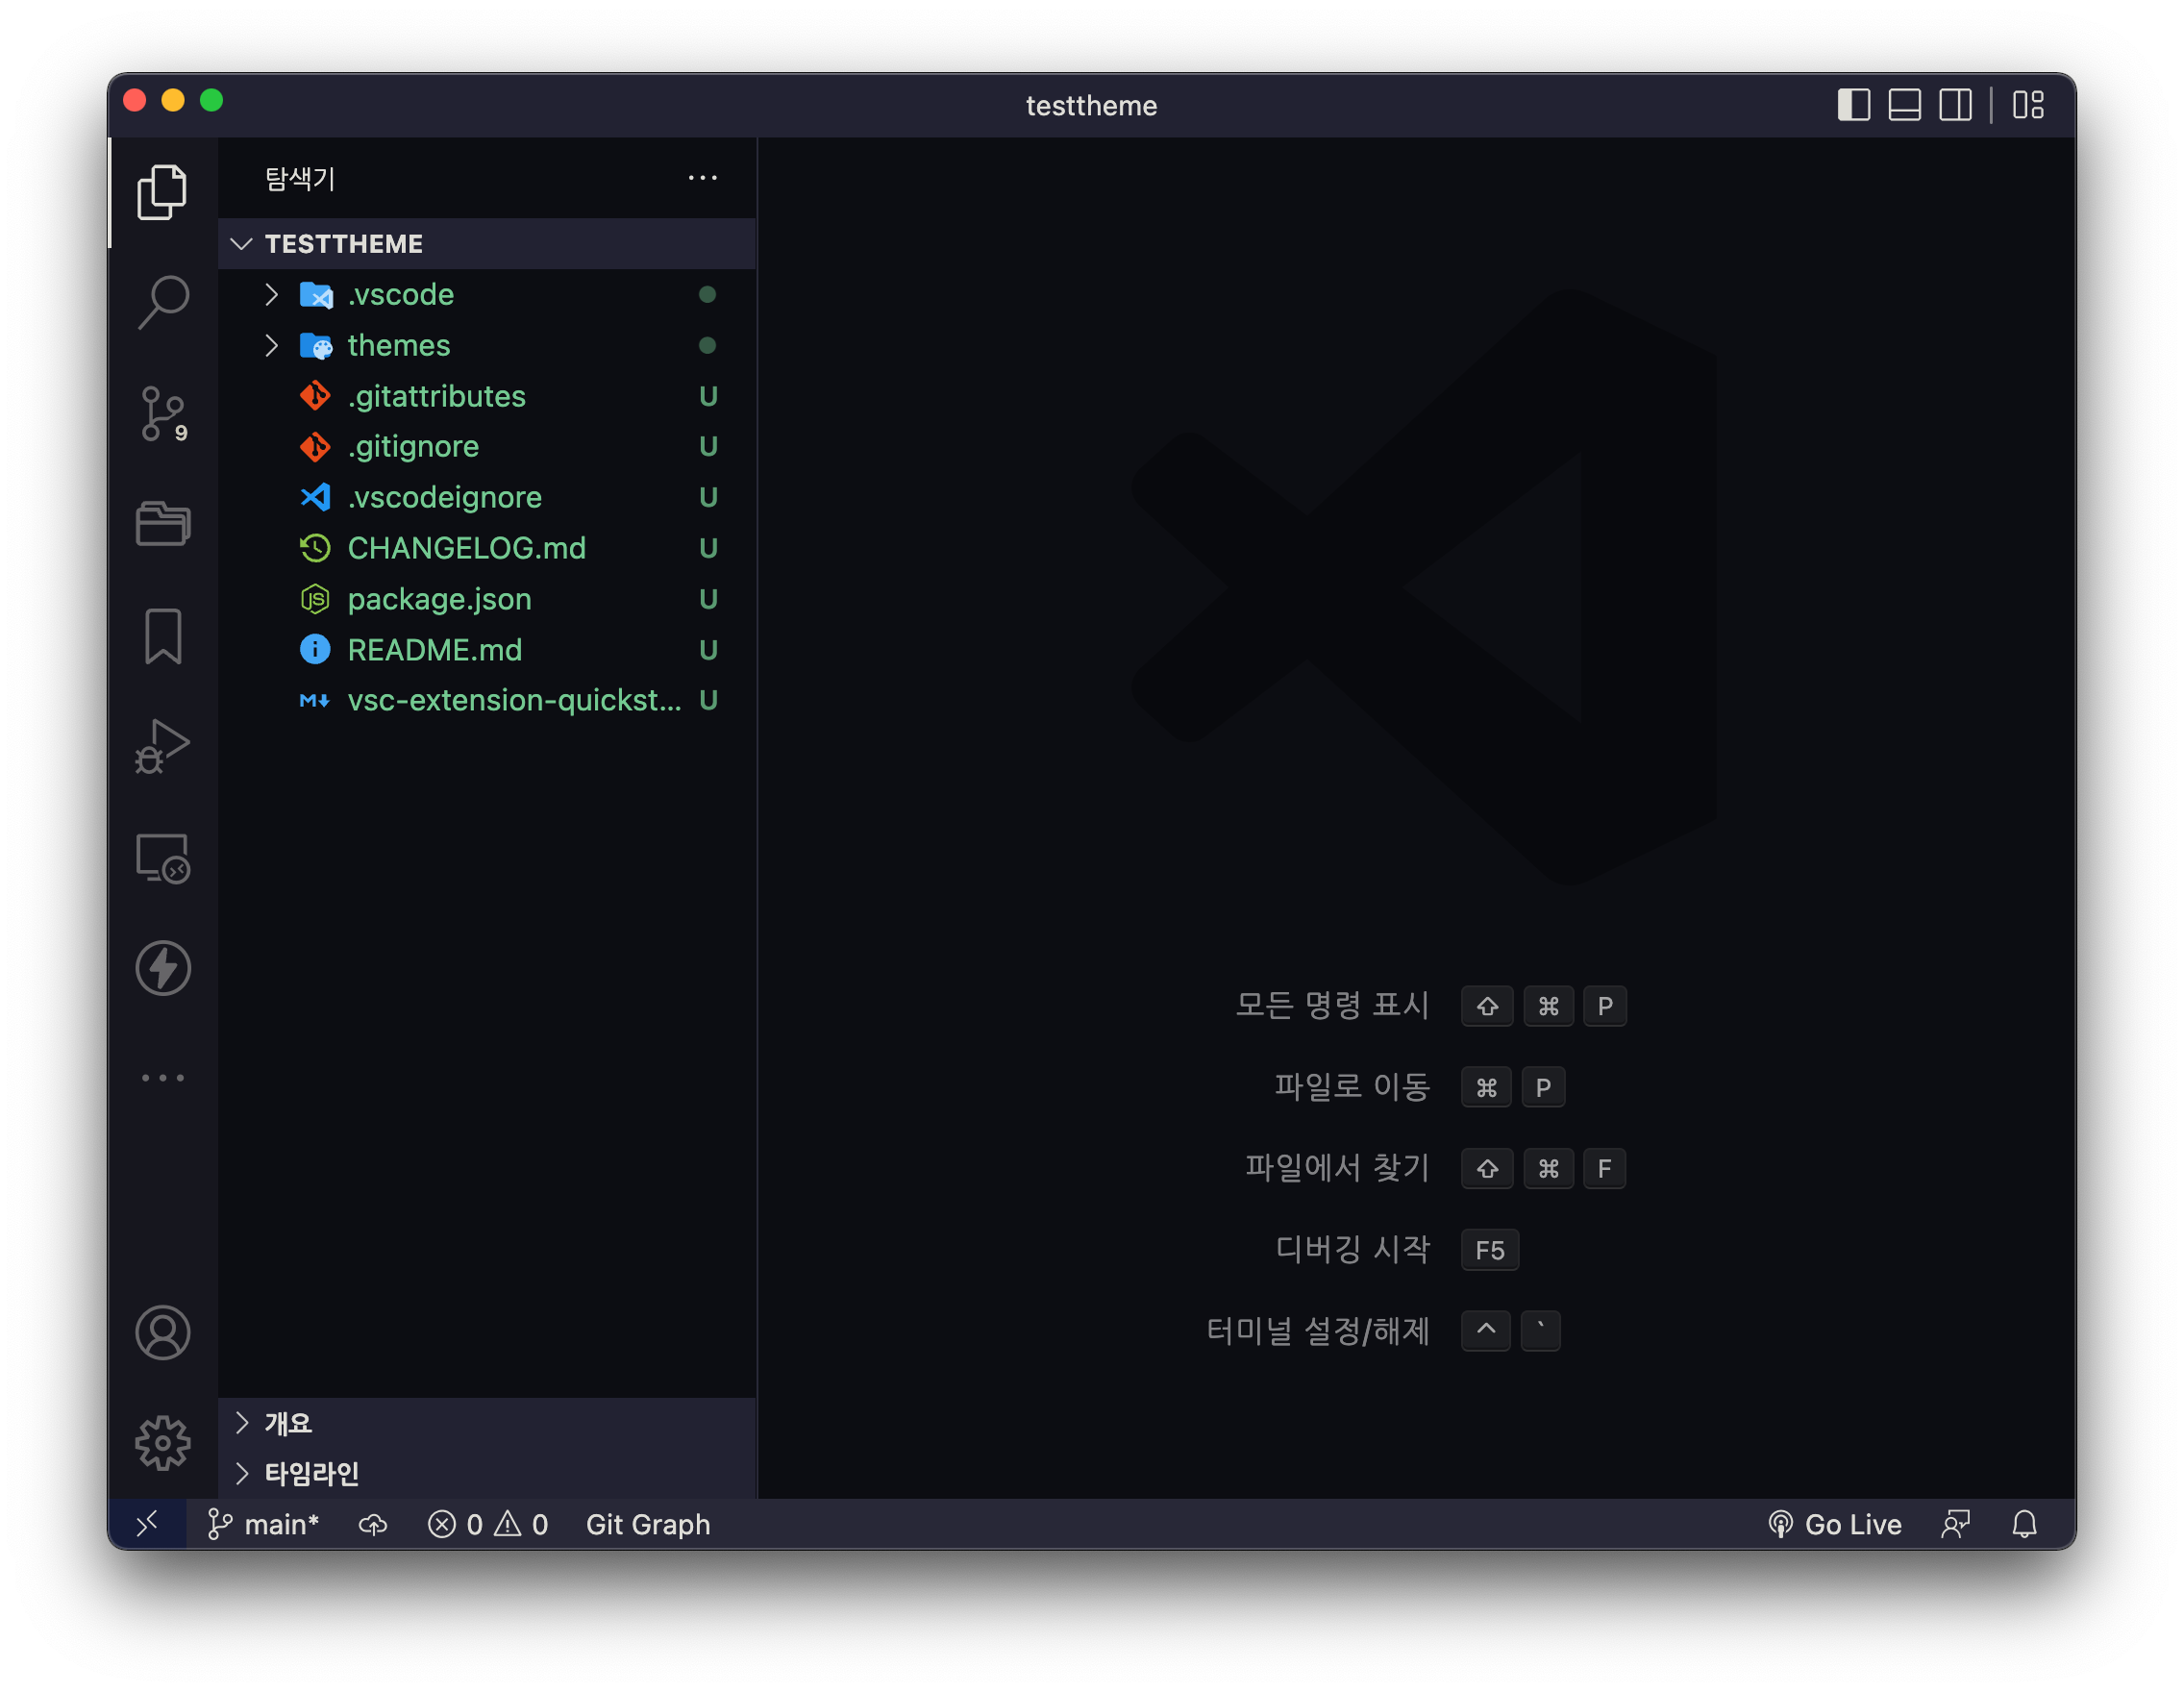 testtheme
탐색기
TESTTHEME
.vscode
themes
.gitattributes U
.gitignore U
9
.vscodeignore U
CHANGELOG.md U
package.json U
README.md U
vsc-extension-quickst... U
모든 명령 표시 ⇧ ⌘ P
파일로 이동 ⌘ P
파일에서 찾기 ⇧ ⌘ F
디버깅 시작 F5
터미널 설정/해제 ^ `
개요
타임라인
main* 0 0 Git Graph Go Live